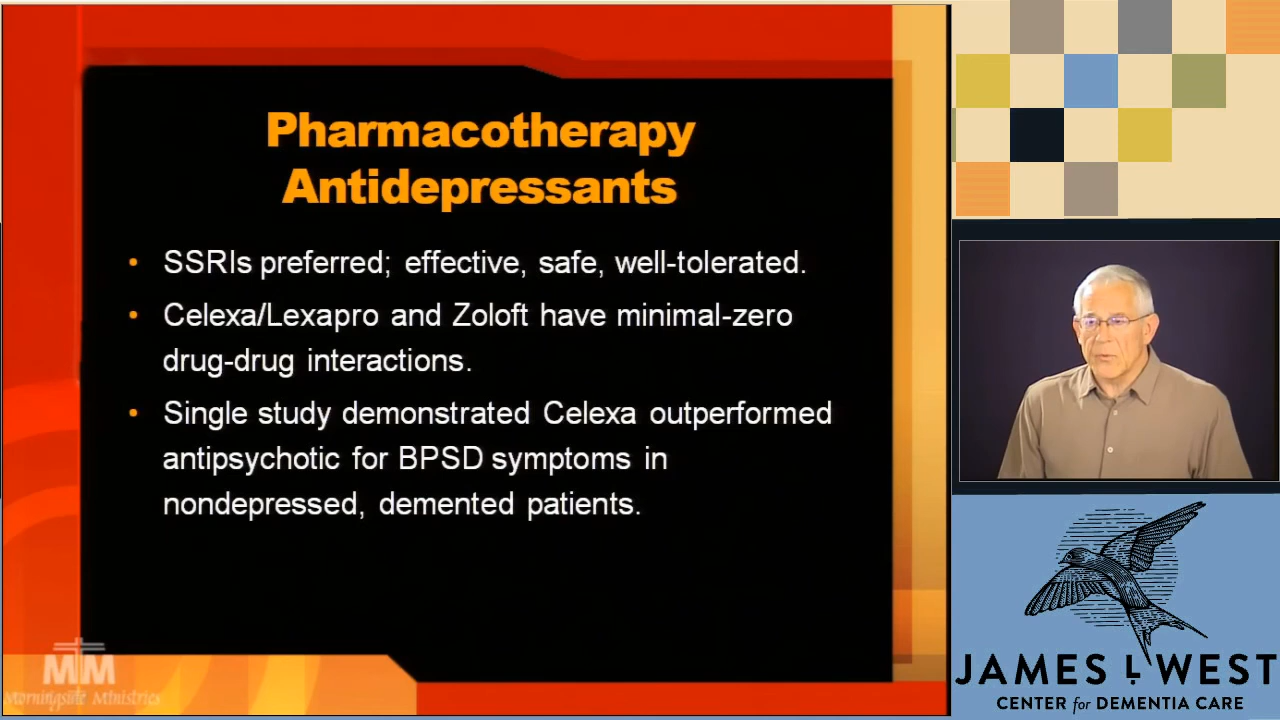 Pharmacotherapy
Antidepressants
• SSRIs preferred; effective, safe, well-tolerated.
• Celexa/Lexapro and Zoloft have minimal-zero
drug-drug interactions.
• Single study demonstrated Celexa outperformed
antipsychotic for BPSD symptoms in
nondepressed, demented patients.
MM
Morningside Ministries
JAMES L WEST
CENTER for DEMENTIA CARE